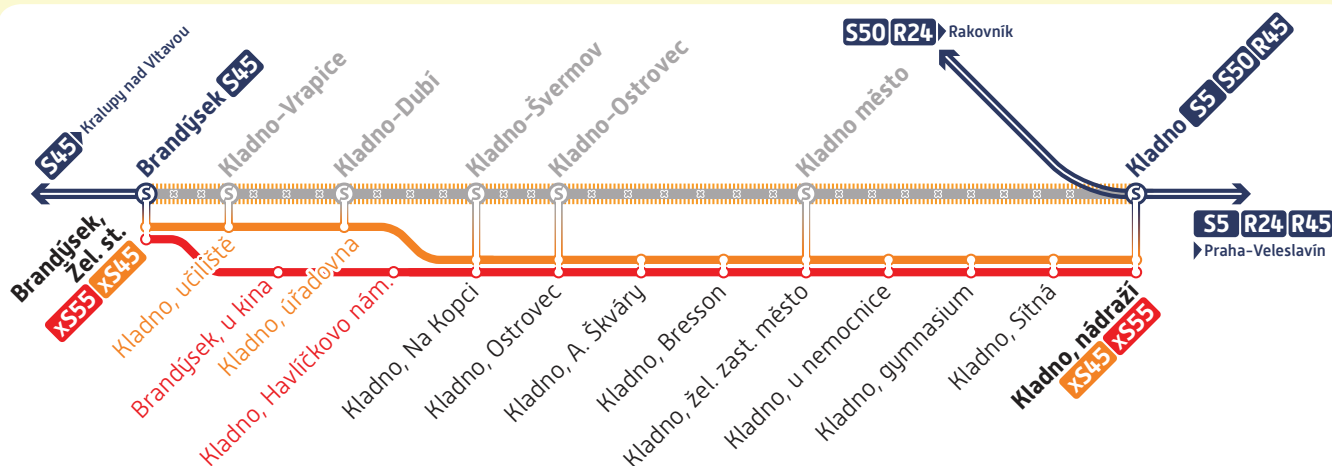 S45 Kralupy nad Vltavou
Brandýsek S45
Kladno–Vrapice
Kladno–Dubí
Kladno–Švermov
Kladno–Ostrovec
Kladno město
S50 R24 Rakovník
Kladno S5 S50 R45
S5 R24 R45
Praha–Veleslavín
Brandýsek,
Žel. st.
xS55 xS45
Kladno, učiliště
Brandýsek, u kina
Kladno, úřadovna
Kladno, Havlíčkovo nám.
Kladno, Na Kopci
Kladno, Ostrovec
Kladno, A. Škváry
Kladno, Bresson
Kladno, žel. zast. město
Kladno, u nemocnice
Kladno, gymnasium
Kladno, Sítná
Kladno, nádraží
xS45 xS55